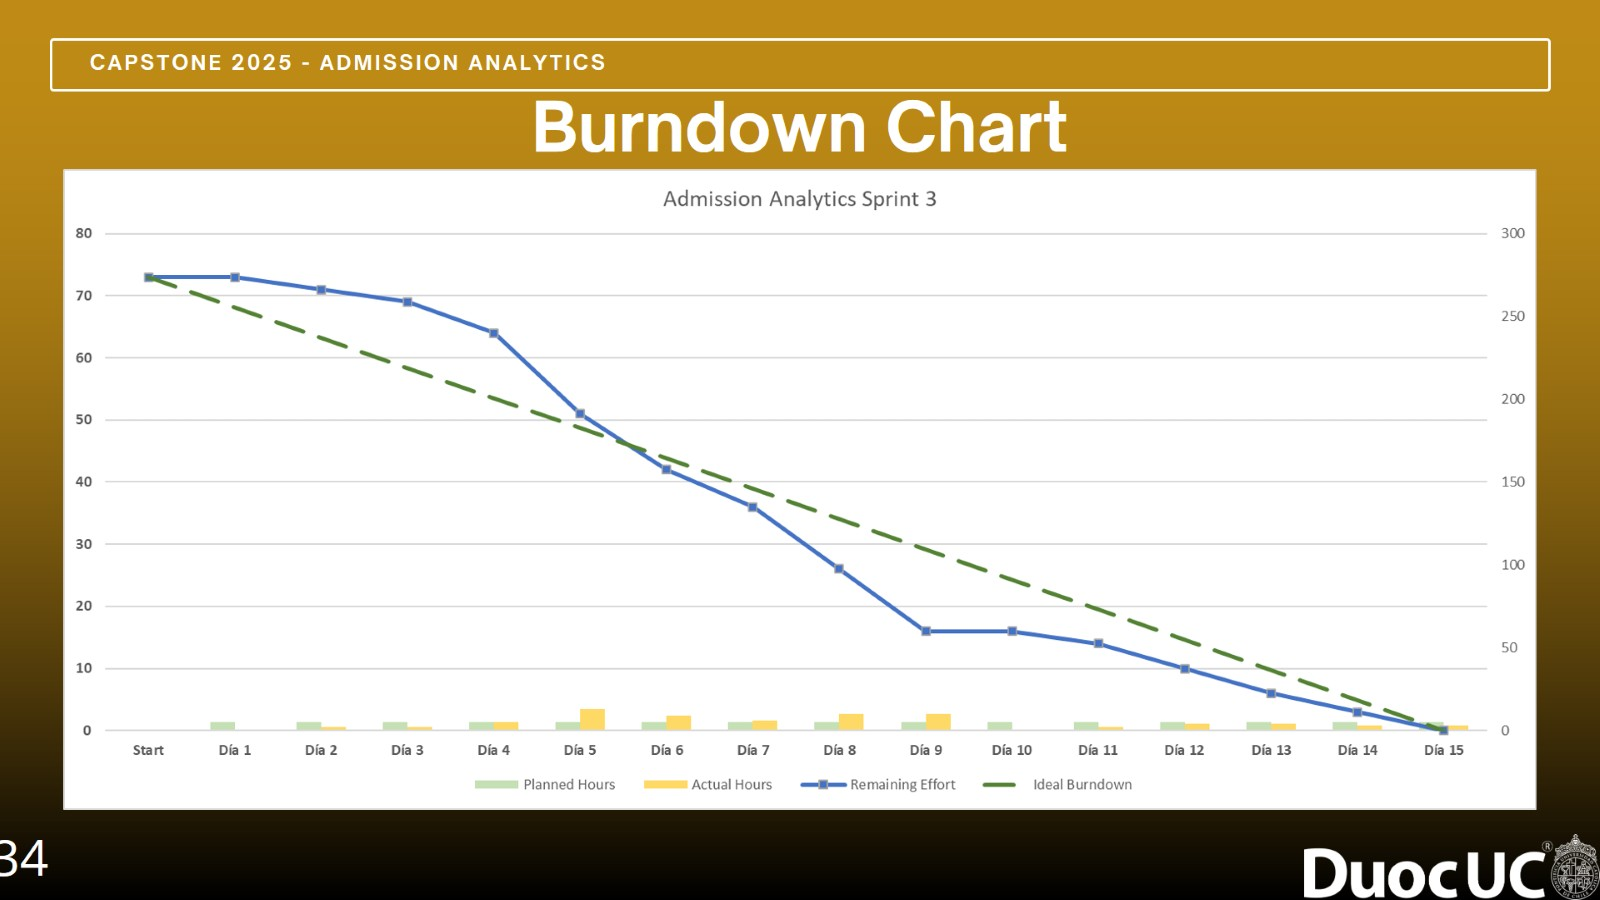 CAPSTONE 2025 - ADMISSION ANALYTICS
Burndown Chart
Admission Analytics Sprint 3
80
70
60
50
40
30
20
10
0
300
250
200
150
100
50
0
Start Día 1 Día 2 Día 3 Día 4 Día 5 Día 6 Día 7 Día 8 Día 9 Día 10 Día 11 Día 12 Día 13 Día 14 Día 15
Planned Hours Actual Hours Remaining Effort Ideal Burndown
34
Duoc UC®